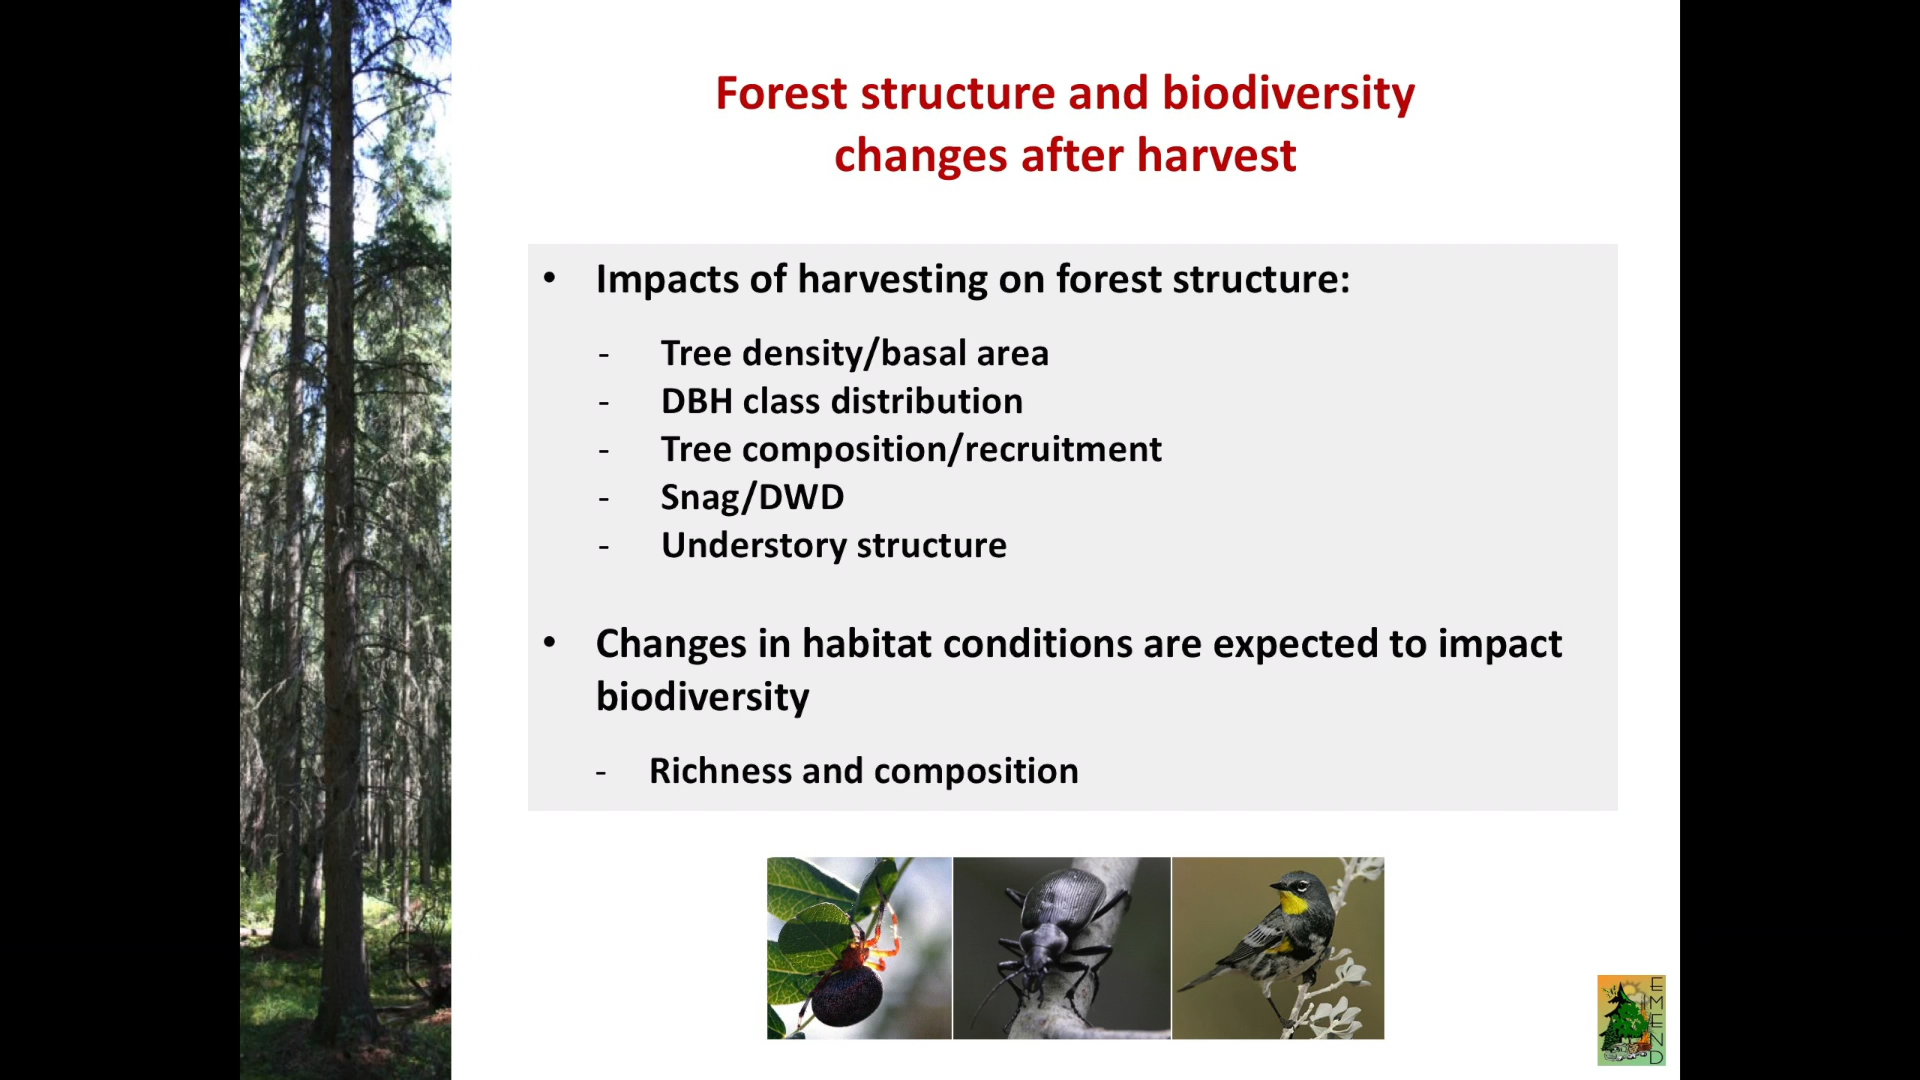 Forest structure and biodiversity
changes after harvest
• Impacts of harvesting on forest structure:
- Tree density/basal area
- DBH class distribution
- Tree composition/recruitment
- Snag/DWD
- Understory structure
• Changes in habitat conditions are expected to impact
biodiversity
- Richness and composition
EMEND